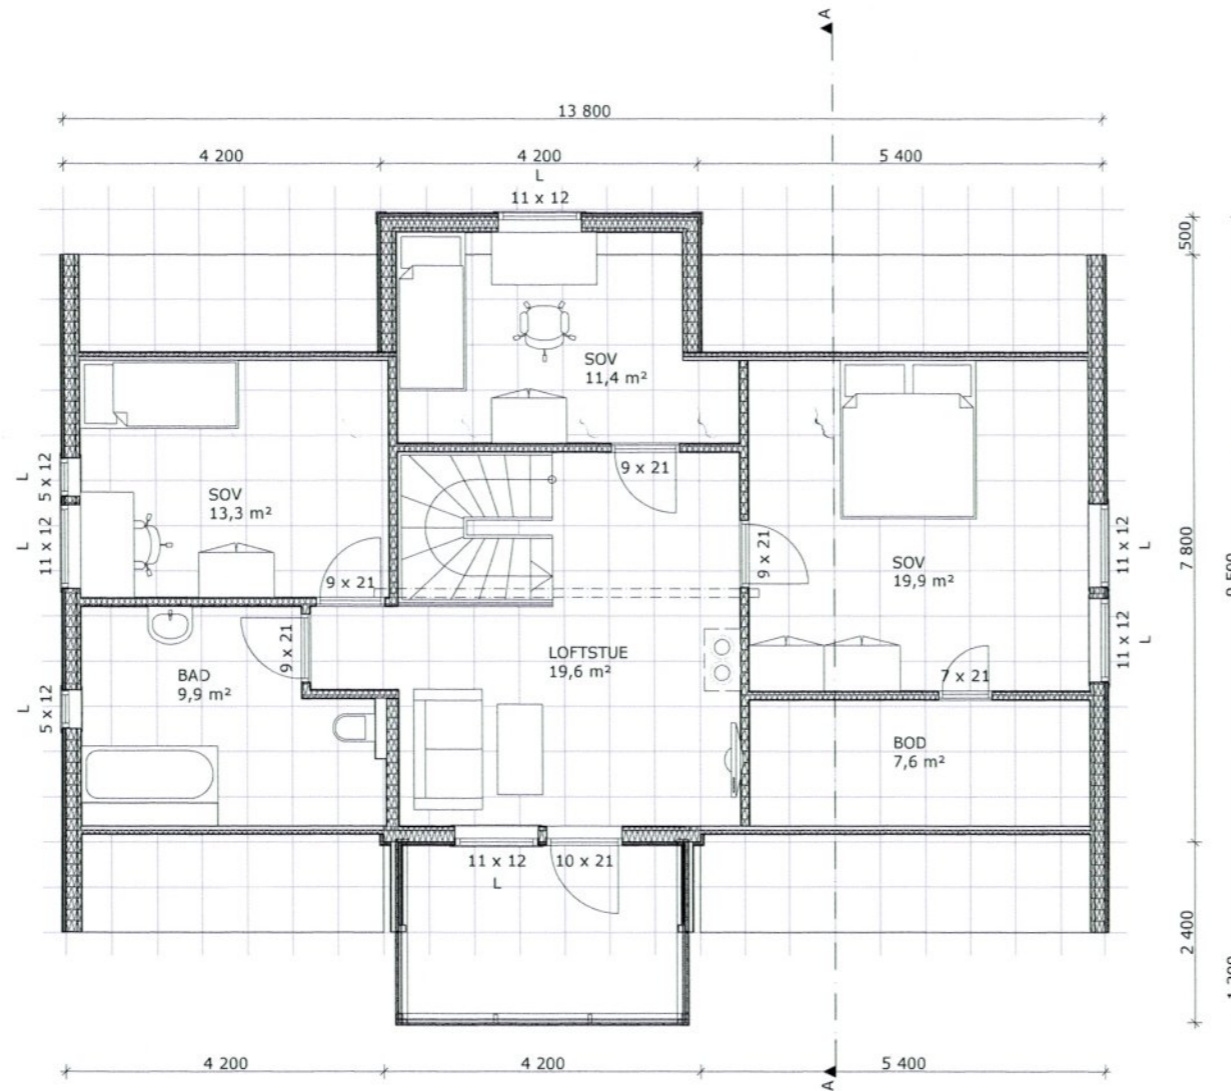 A
13 800
4 200
4 200
5 400
L
11 x 12
500
SOV
11,4 m²
9 x 21
L
5 x 12
L
11 x 12
SOV
13,3 m²
9 x 21
9 x 21
SOV
19,9 m²
11 x 12
L
11 x 12
L
7 800
9 x 21
BAD
9,9 m²
L
5 x 12
LOFTSTUE
19,6 m²
7 x 21
BOD
7,6 m²
11 x 12
L
10 x 21
2 400
4 200
4 200
5 400
A